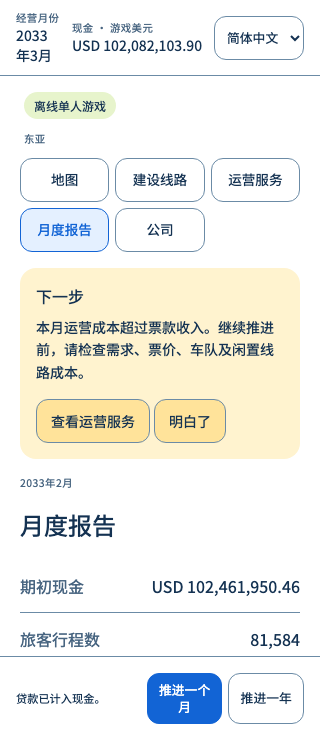 经营月份
2033
年3月
现金 · 游戏美元
USD 102,082,103.90
简体中文
离线单人游戏
东亚
地图
建设线路
运营服务
月度报告
公司
下一步
本月运营成本超过票款收入。继续推进
前，请检查需求、票价、车队及闲置线
路成本。
查看运营服务
明白了
2033年2月
月度报告
期初现金
USD 102,461,950.46
旅客行程数
81,584
贷款已计入现金。
推进一个
月
推进一年